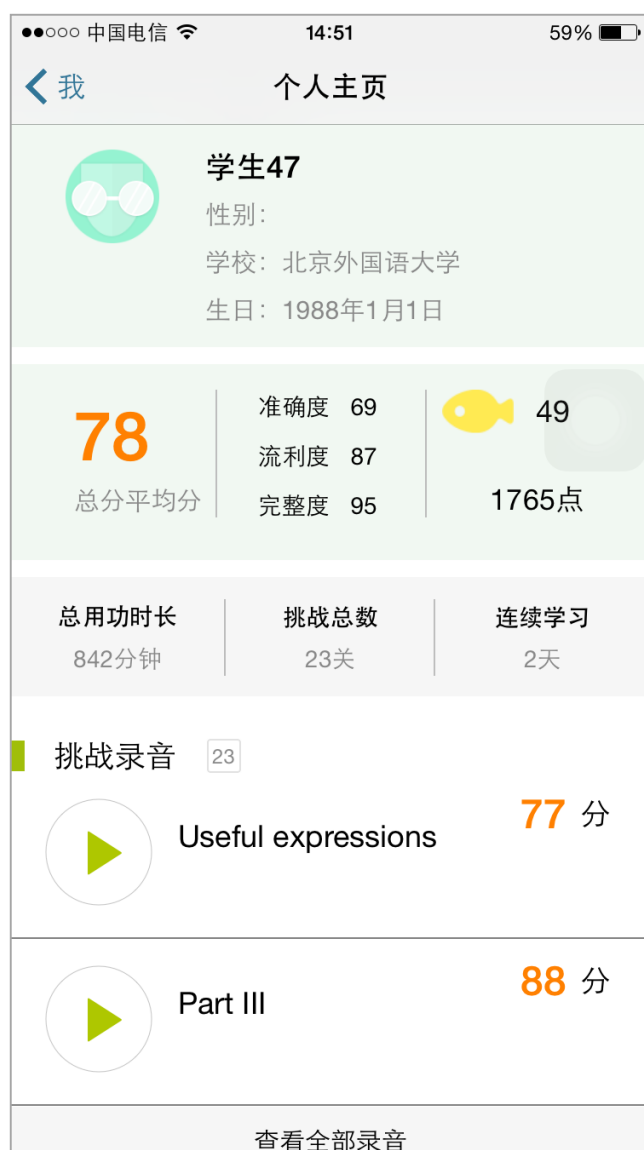 中国电信 14:51 59%
我 个人主页
学生47
性别：
学校：北京外国语大学
生日：1988年1月1日
78
总分平均分
准确度 69
流利度 87
完整度 95
49
1765点
总用功时长 挑战总数 连续学习
842分钟 23关 2天
挑战录音 23
Useful expressions 77 分
Part III 88 分
查看全部录音